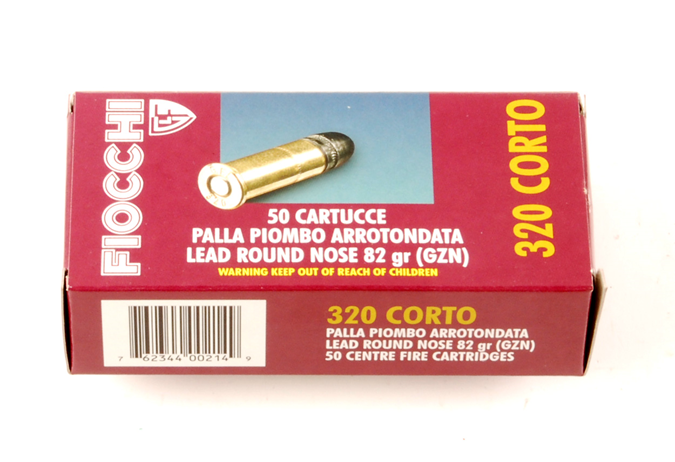 FIOCCHI
GFL
320 CORTO
50 CARTUCCE
PALLA PIOMBO ARROTONDATA
LEAD ROUND NOSE 82 gr (GZN)
WARNING KEEP OUT OF REACH OF CHILDREN
320 CORTO
PALLA PIOMBO ARROTONDATA
LEAD ROUND NOSE 82 gr (GZN)
50 CENTRE FIRE CARTRIDGES
7 62344 00214 9